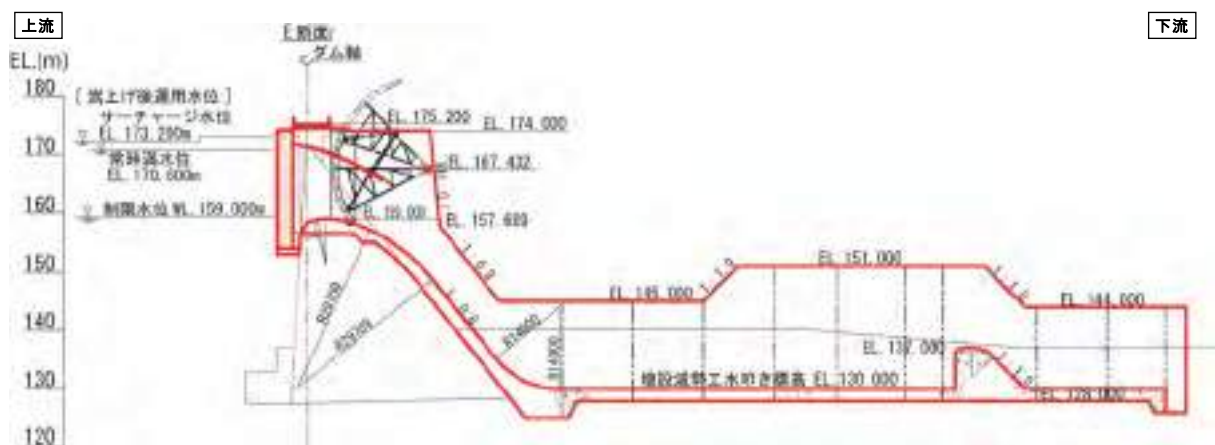 上流
下流
E断面
ダム軸
EL.(m)
180
170
160
150
140
130
120
[嵩上げ後運用水位]
サーチャージ水位
EL 173.200m
常時満水位
EL 170.600m
制限水位 WL 159.000m
EL 175.200
EL 174.000
EL 167.432
EL 151.000
EL 145.000
EL 144.000
EL 137.000
増設減勢工水叩き標高 EL 130.000
EL 128.000